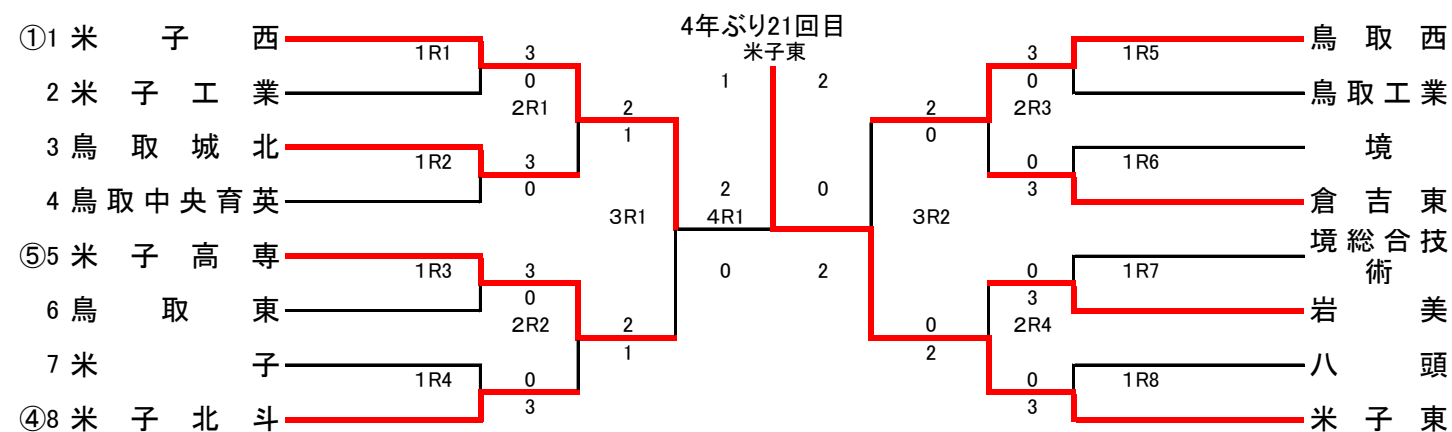 4年ぶり21回目
米子東
①1 米子西
1R1
3
0
2 米子工業
2R1
2
1
3 鳥取城北
1R2
3
0
4 鳥取中央育英
3R1
⑤5 米子高専
1R3
3
0
6 鳥取東
2R2
2
1
7 米子
1R4
0
3
④8 米子北斗
1
2
2
0
4R1
0
2
鳥取西
1R5
3
0
鳥取工業
2R3
2
0
境
1R6
0
3
倉吉東
3R2
境総合技
術
1R7
0
3
岩美
2R4
0
2
八頭
1R8
0
3
米子東